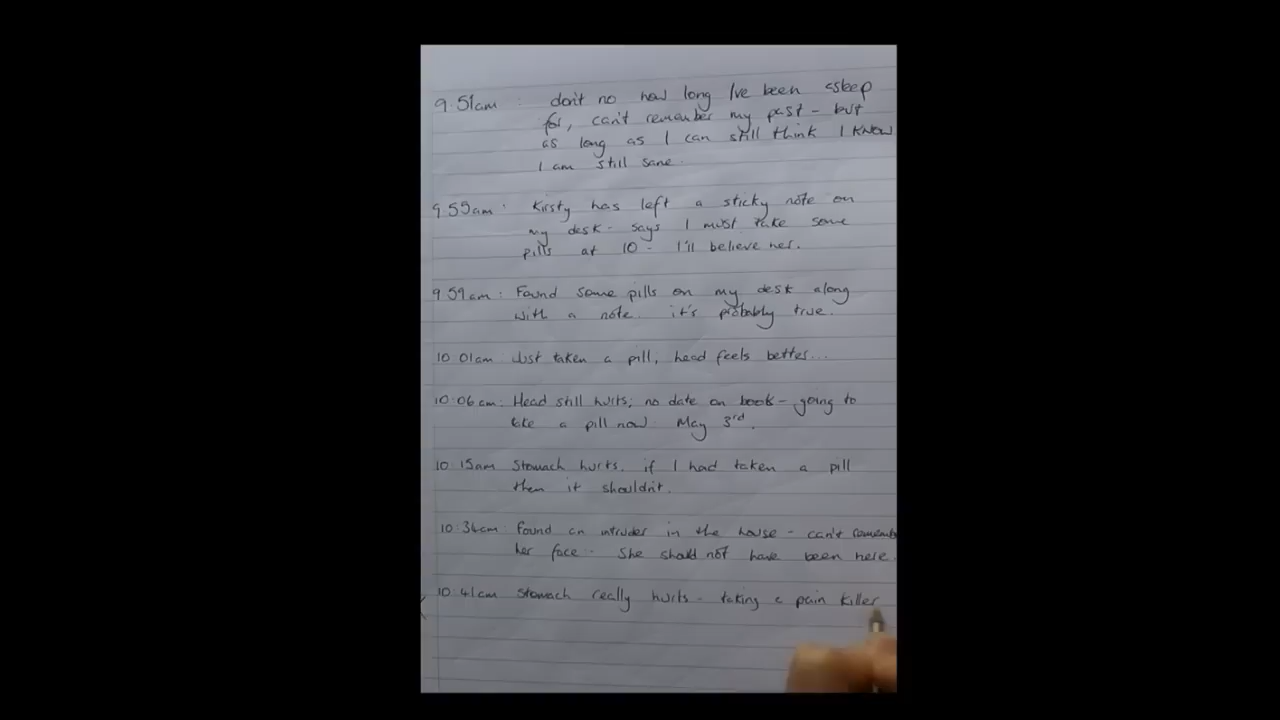 9.51am : don't no how long I've been asleep
for, can't remember my past - but
as long as I can still think I KNOW
I am still sane.
9.55am : Kirsty has left a sticky note on
my desk - says I must take some
pills at 10 - I'll believe her.
9.59am : Found some pills on my desk along
with a note. it's probably true.
10.01am Just taken a pill, head feels better...
10.06am : Head still hurts; no date on book - going to
take a pill now. May 3rd.
10.15am Stomach hurts. if I had taken a pill
then it shouldn't.
10.34am : Found an intruder in the house - can't remember
her face - She should not have been here.
10.41am Stomach really hurts - taking a pain killer